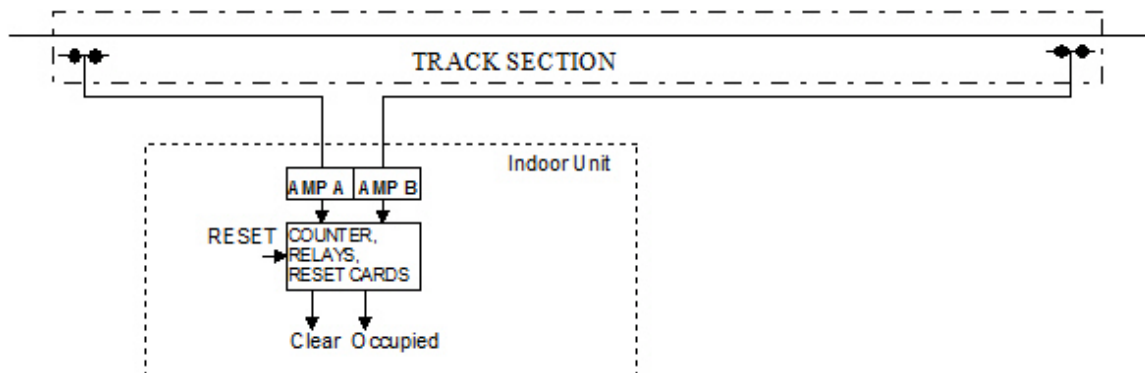 TRACK SECTION
Indoor Unit
AMP A AMP B
RESET
COUNTER,
RELAYS,
RESET CARDS
Clear Occupied